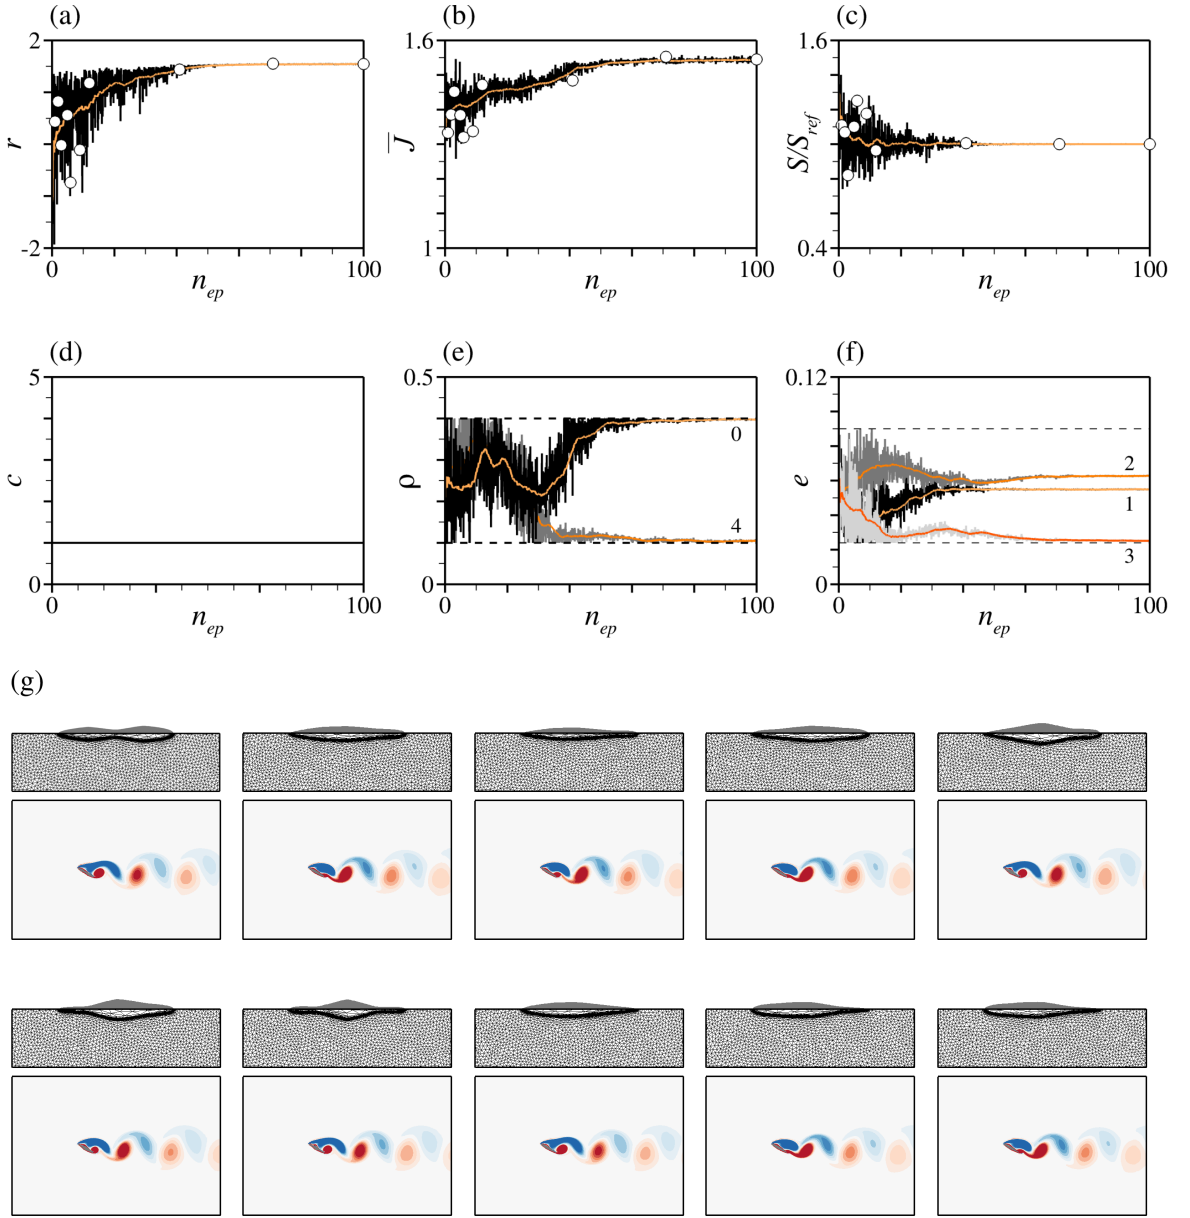 (a) (b) (c)
2 1.6 1.6
r J S/S_ref
-2 1 0.4
0 100 0 100 0 100
n_ep n_ep n_ep
(d) (e) (f)
5 0.5 0.12
0 2
c ρ e 1
4 3
0 0 0
0 100 0 100 0 100
n_ep n_ep n_ep
(g)